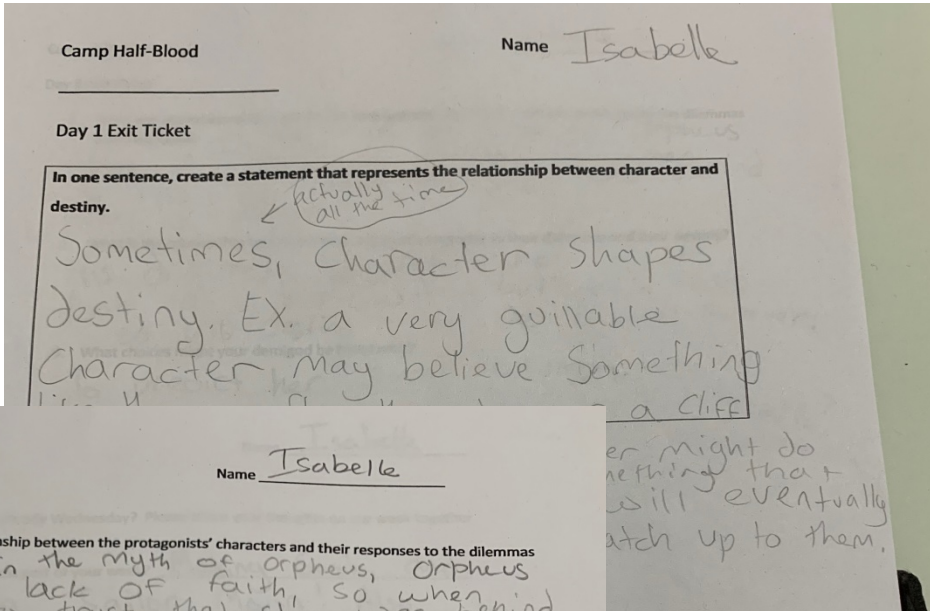 Camp Half-Blood
Name Isabelle
Day 1 Exit Ticket
In one sentence, create a statement that represents the relationship between character and
destiny.
actually
all the time
Sometimes, Character Shapes
destiny. Ex. a very guillable
Character may believe Something
a Cliff
er might do
mething that
will eventually
atch up to them.
Name Isabelle
ship between the protagonists' characters and their responses to the dilemmas
n the myth of orpheus, Orpheus
lack of faith, so when